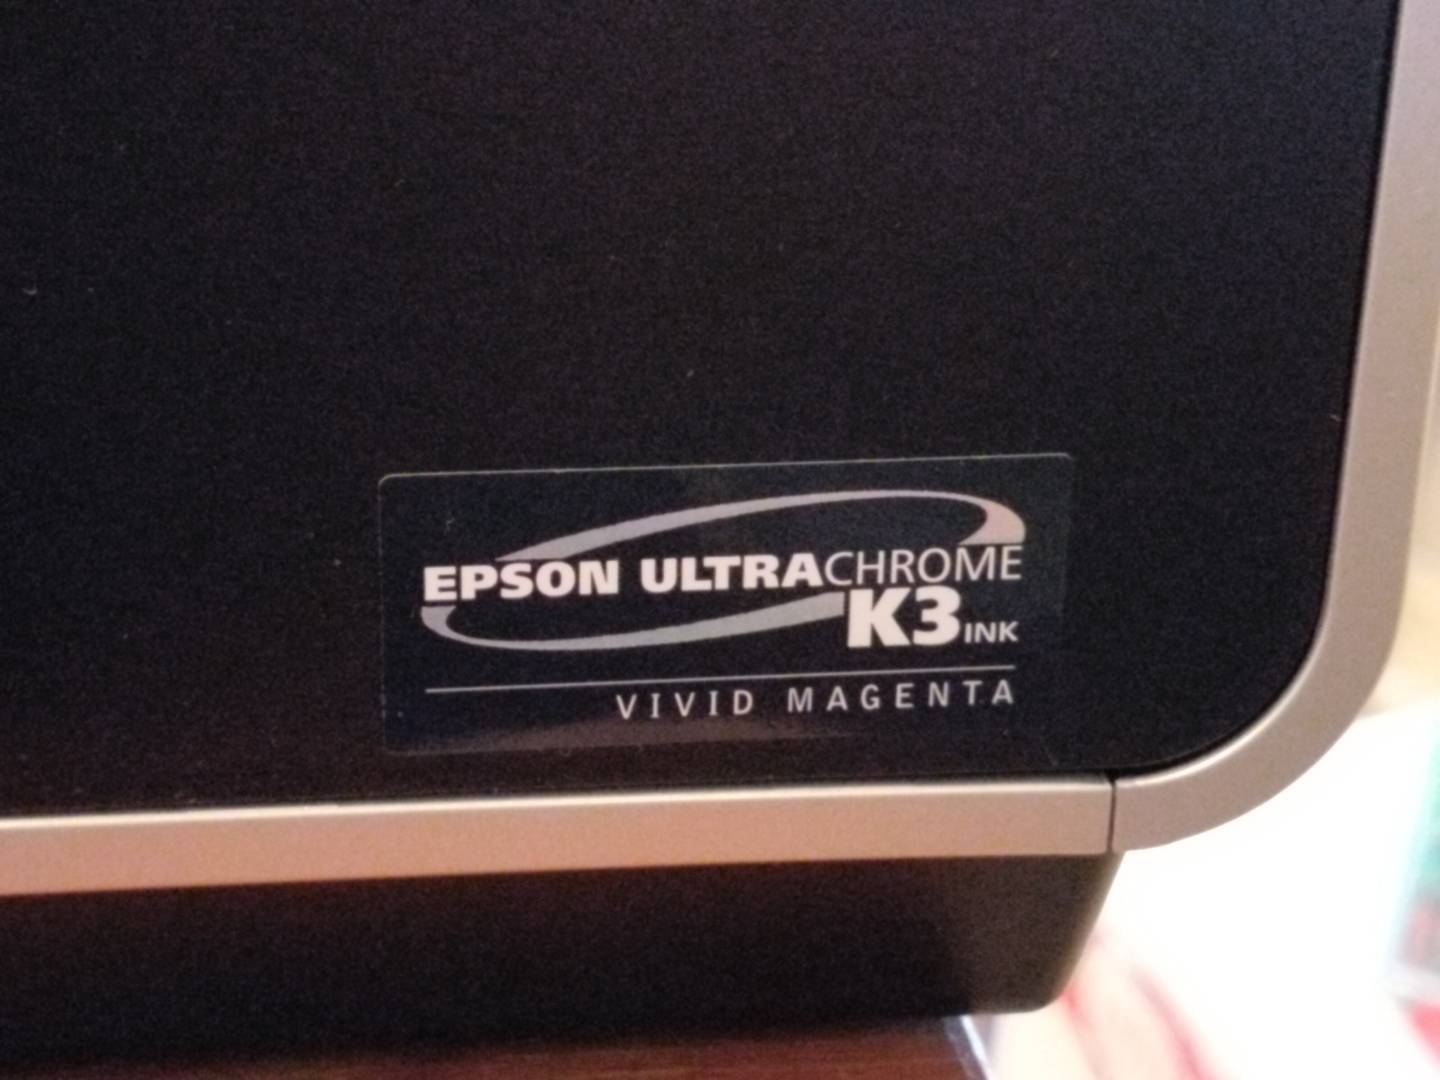 EPSON ULTRACHROME
K3 INK
VIVID MAGENTA